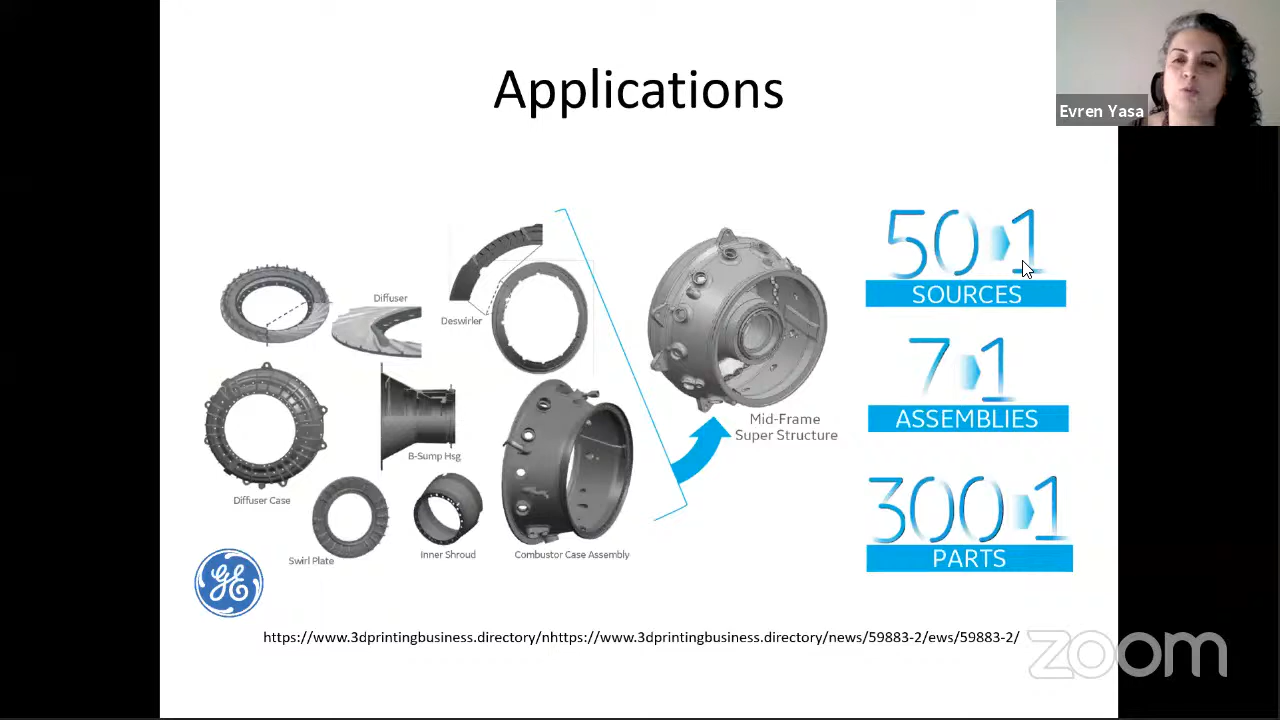 Applications
Evren Yasa
Diffuser
Deswirler
Diffuser Case
B-Sump Hsg
Swirl Plate
Inner Shroud
Combustor Case Assembly
Mid-Frame
Super Structure
50 1
SOURCES
7 1
ASSEMBLIES
300 1
PARTS
GE
https://www.3dprintingbusiness.directory/nhttps://www.3dprintingbusiness.directory/news/59883-2/ews/59883-2/
zoom